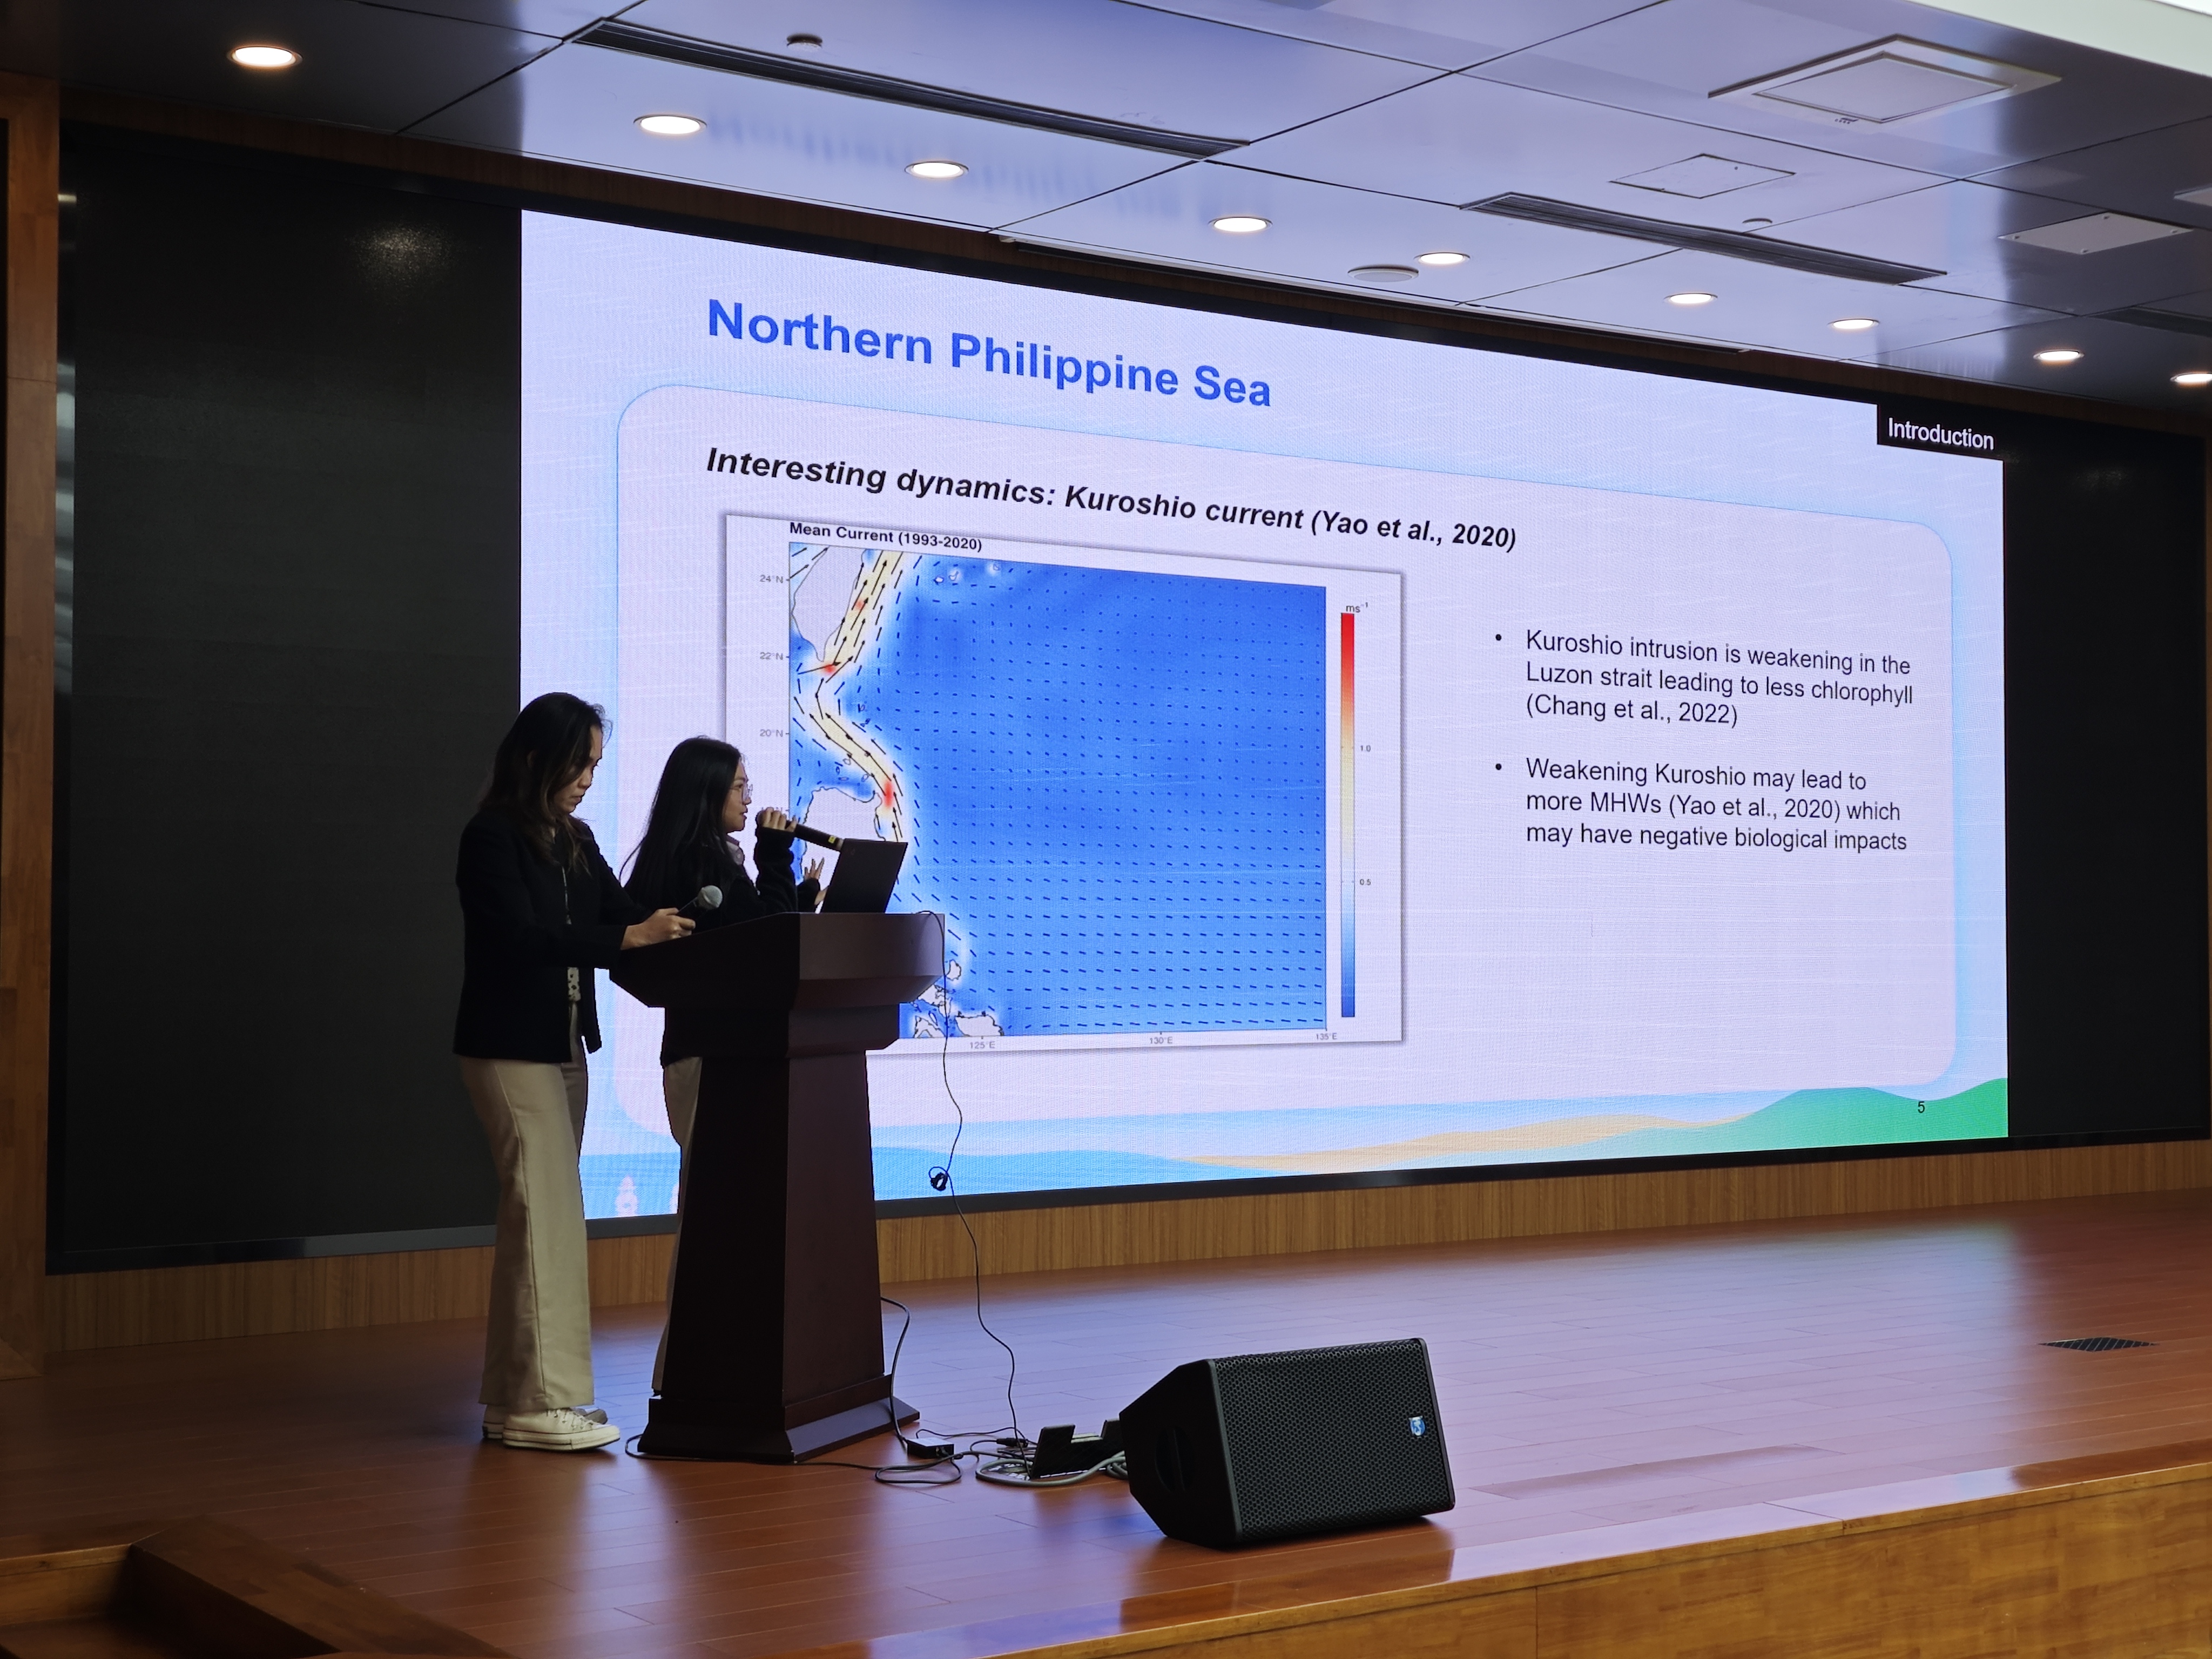 Northern Philippine Sea
Introduction
Interesting dynamics: Kuroshio current (Yao et al., 2020)
Mean Current (1993-2020)
24°N
22°N
20°N
125°E
130°E
135°E
ms⁻¹
1.0
0.5
• Kuroshio intrusion is weakening in the
Luzon strait leading to less chlorophyll
(Chang et al., 2022)
• Weakening Kuroshio may lead to
more MHWs (Yao et al., 2020) which
may have negative biological impacts
5